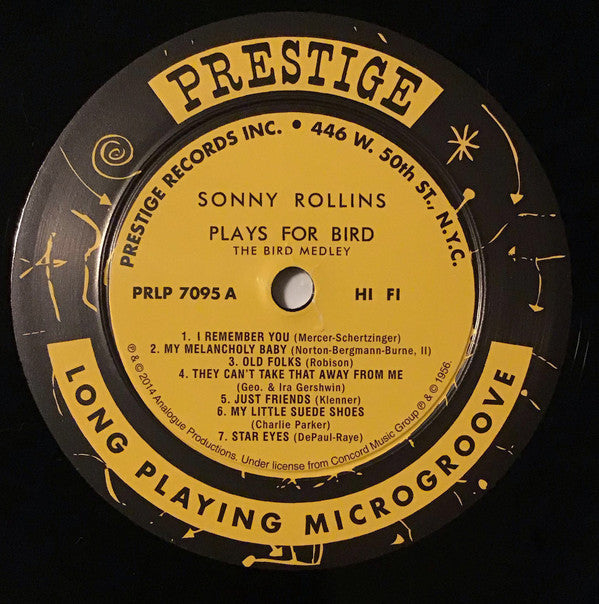 PRESTIGE
PRESTIGE RECORDS INC. • 446 W. 50th ST., N.Y.C.
SONNY ROLLINS
PLAYS FOR BIRD
THE BIRD MEDLEY
PRLP 7095 A HI FI
1. I REMEMBER YOU (Mercer-Schertzinger)
2. MY MELANCHOLY BABY (Norton-Bergmann-Burne, II)
3. OLD FOLKS (Robison)
4. THEY CAN'T TAKE THAT AWAY FROM ME
(Geo. & Ira Gershwin)
5. JUST FRIENDS (Klenner)
6. MY LITTLE SUEDE SHOES
(Charlie Parker)
7. STAR EYES (DePaul-Raye)
℗ & © 2014 Analogue Productions. Under license from Concord Music Group ℗ & © 1956.
LONG PLAYING MICROGROOVE